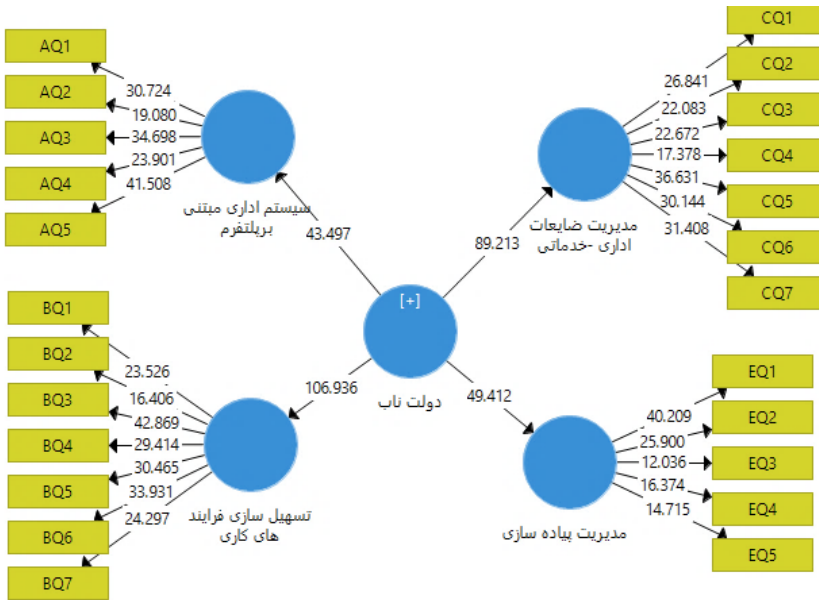 AQ1
AQ2
AQ3
AQ4
AQ5
30.724
19.080
34.698
23.901
41.508
سیستم اداری مبتنی
برپلتفرم
43.497
CQ1
CQ2
CQ3
CQ4
CQ5
CQ6
CQ7
26.841
22.083
22.672
17.378
36.631
30.144
31.408
مدیریت ضایعات
اداری -خدماتی
89.213
[+]
دولت ناب
BQ1
BQ2
BQ3
BQ4
BQ5
BQ6
BQ7
23.526
16.406
42.869
29.414
30.465
33.931
24.297
تسهیل سازی فرایند
های کاری
106.936
EQ1
EQ2
EQ3
EQ4
EQ5
40.209
25.900
12.036
16.374
14.715
مدیریت پیاده سازی
49.412